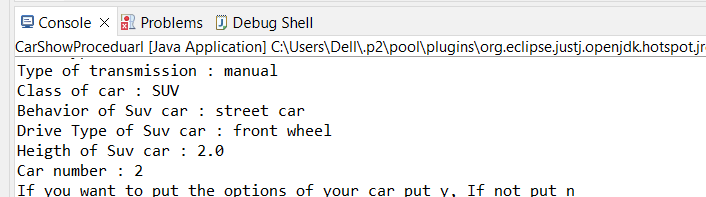 Console × Problems Debug Shell
CarShowProceduarl [Java Application] C:\Users\Dell\.p2\pool\plugins\org.eclipse.justj.openjdk.hotspot.jr
Type of transmission : manual
Class of car : SUV
Behavior of Suv car : street car
Drive Type of Suv car : front wheel
Heigth of Suv car : 2.0
Car number : 2
If you want to put the options of your car put y, If not put n